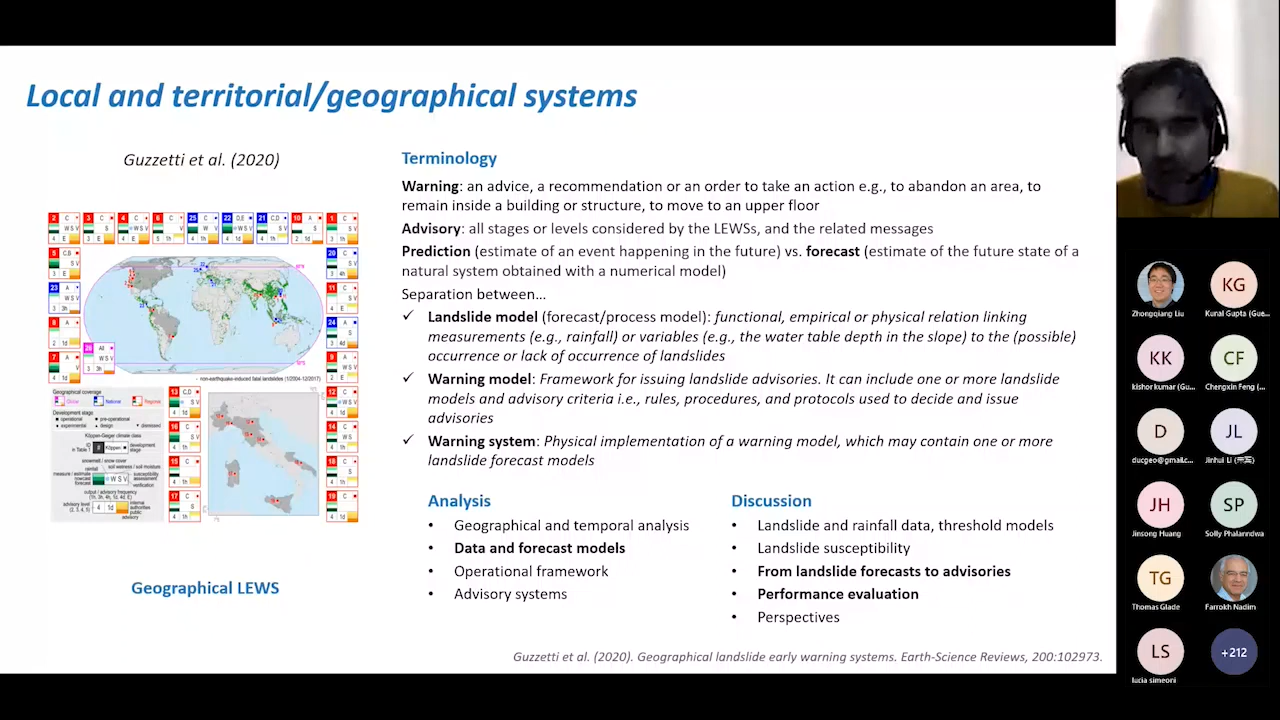 Local and territorial/geographical systems
Guzzetti et al. (2020)
Geographical LEWS
Terminology
Warning: an advice, a recommendation or an order to take an action e.g., to abandon an area, to
remain inside a building or structure, to move to an upper floor
Advisory: all stages or levels considered by the LEWSs, and the related messages
Prediction (estimate of an event happening in the future) vs. forecast (estimate of the future state of a
natural system obtained with a numerical model)
Separation between…
✓ Landslide model (forecast/process model): functional, empirical or physical relation linking
measurements (e.g., rainfall) or variables (e.g., the water table depth in the slope) to the (possible)
occurrence or lack of occurrence of landslides
✓ Warning model: Framework for issuing landslide advisories. It can include one or more landslide
models and advisory criteria i.e., rules, procedures, and protocols used to decide and issue
advisories
✓ Warning system: Physical implementation of a warning model, which may contain one or more
landslide forecast models
Analysis
• Geographical and temporal analysis
• Data and forecast models
• Operational framework
• Advisory systems
Discussion
• Landslide and rainfall data, threshold models
• Landslide susceptibility
• From landslide forecasts to advisories
• Performance evaluation
• Perspectives
Guzzetti et al. (2020). Geographical landslide early warning systems. Earth-Science Reviews, 200:102973.
Zhongqiang Liu
KG
Kunal Gupta (Gue...
KK
kishor kumar (Gu...
CF
Chengxin Feng (...
D
ducgeo@gmail.c...
JL
Jinhui Li
JH
Jinsong Huang
SP
Solly Phalanndwa
TG
Thomas Glade
Farrokh Nadim
LS
lucia simeoni
+212